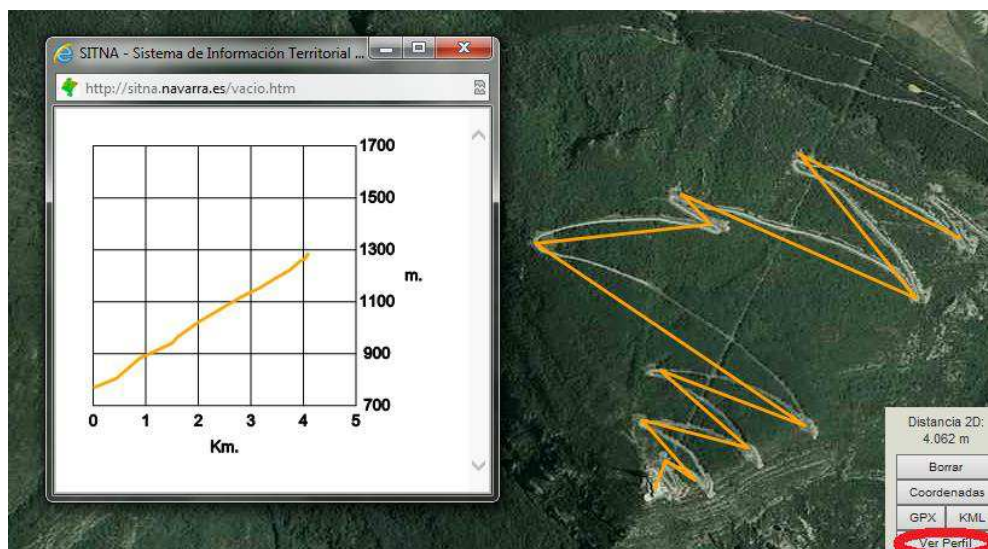 SITNA - Sistema de Información Territorial ...
http://sitna.navarra.es/vacio.htm
1700
1500
1300
m.
1100
900
700
0 1 2 3 4 5
Km.
Distancia 2D:
4.062 m
Borrar
Coordenadas
GPX KML
Ver Perfil